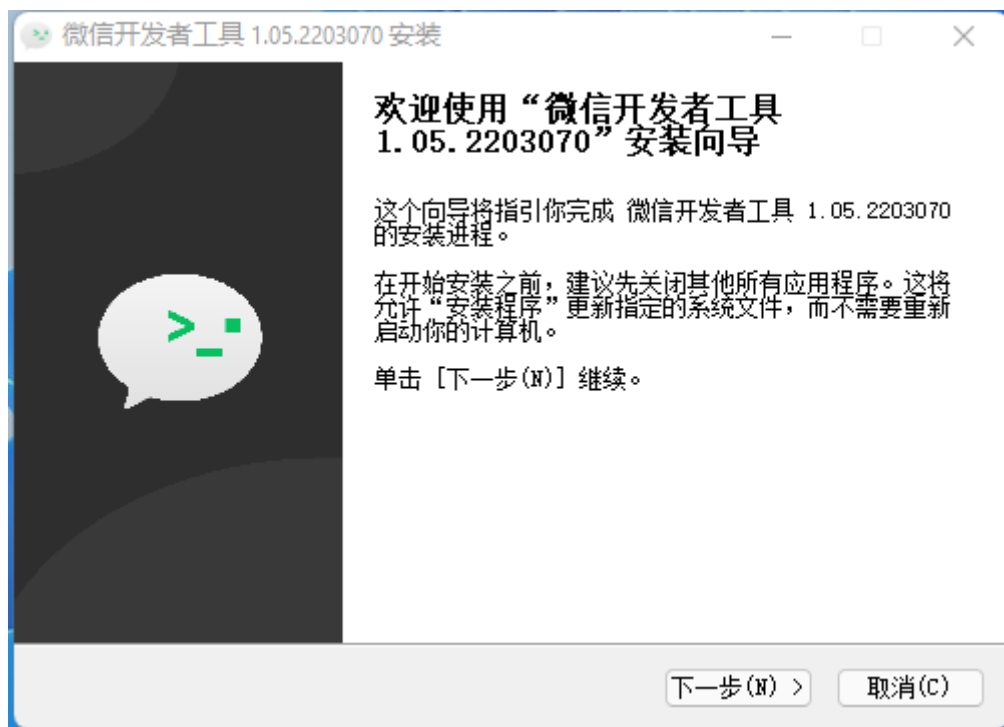 微信开发者工具 1.05.2203070 安装
欢迎使用“微信开发者工具
1.05.2203070”安装向导
这个向导将指引你完成 微信开发者工具 1.05.2203070
的安装进程。
在开始安装之前，建议先关闭其他所有应用程序。这将
允许“安装程序”更新指定的系统文件，而不需要重新
启动你的计算机。
单击 [下一步(N)] 继续。
下一步(N) >
取消(C)